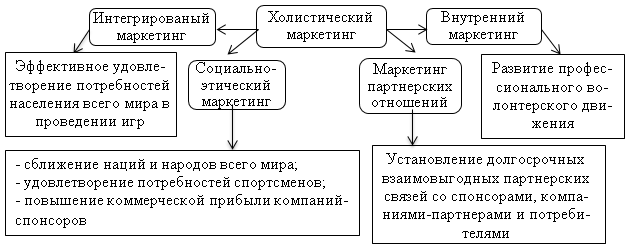 Интегрированый
маркетинг
Холистический
маркетинг
Внутренний
маркетинг
Эффективное удовле-
творение потребностей
населения всего мира в
проведении игр
Социально-
этический
маркетинг
Маркетинг
партнерских
отношений
Развитие профес-
сионального во-
лонтерского дви-
жения
- сближение наций и народов всего мира;
- удовлетворение потребностей спортсменов;
- повышение коммерческой прибыли компаний-
спонсоров
Установление долгосрочных
взаимовыгодных партнерских
связей со спонсорами, компа-
ниями-партнерами и потреби-
телями